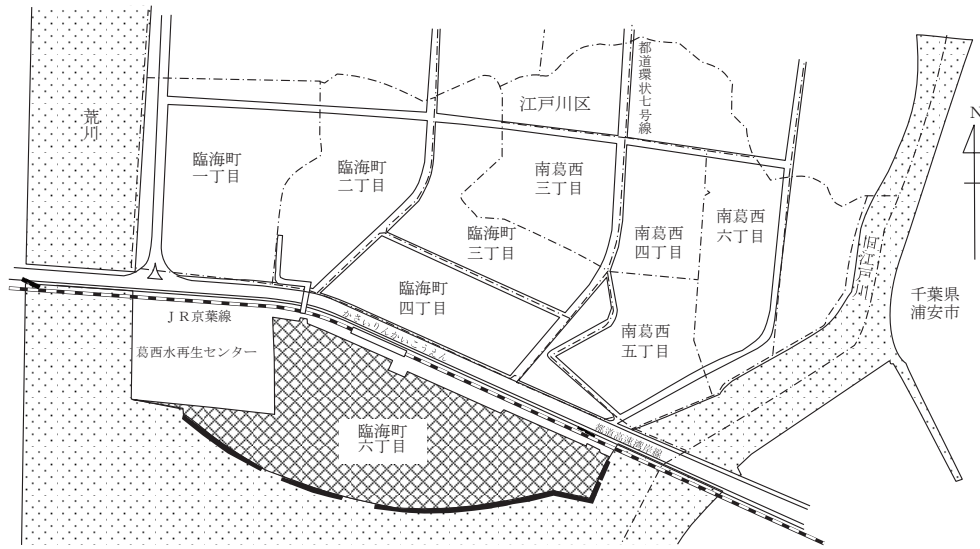 都道環状七号線
江戸川区
荒川
N
臨海町
一丁目
臨海町
二丁目
南葛西
三丁目
南葛西
四丁目
南葛西
六丁目
臨海町
三丁目
旧江戸川
臨海町
四丁目
千葉県
浦安市
JR京葉線
かさいりんかいこうえん
南葛西
五丁目
葛西水再生センター
臨海町
六丁目
首都高速湾岸線